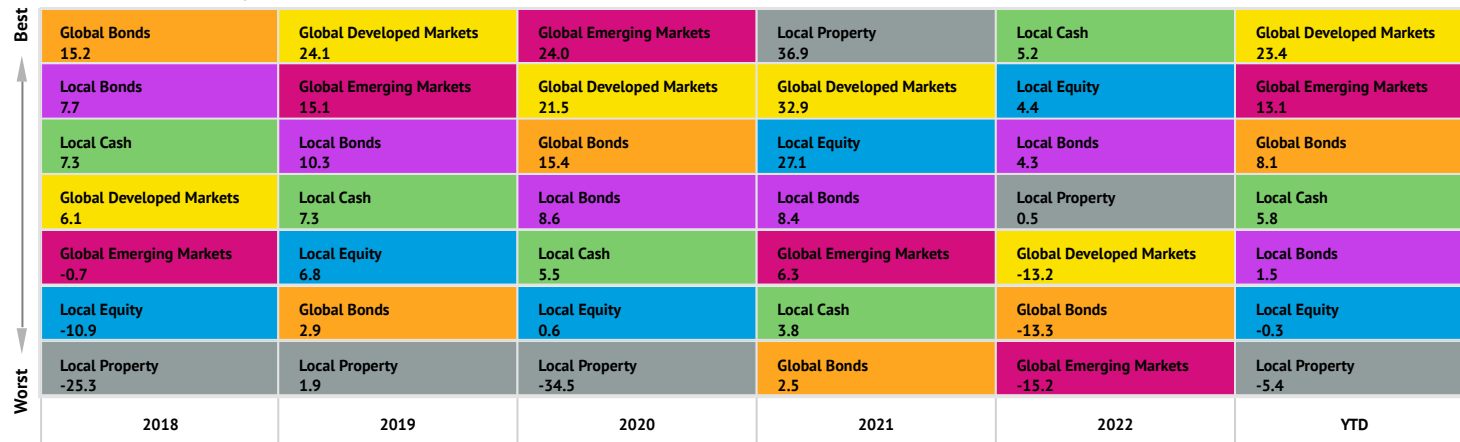 Best
Global Bonds
15.2
Global Developed Markets
24.1
Global Emerging Markets
24.0
Local Property
36.9
Local Cash
5.2
Global Developed Markets
23.4
Local Bonds
7.7
Global Emerging Markets
15.1
Global Developed Markets
21.5
Global Developed Markets
32.9
Local Equity
4.4
Global Emerging Markets
13.1
Local Cash
7.3
Local Bonds
10.3
Global Bonds
15.4
Local Equity
27.1
Local Bonds
4.3
Global Bonds
8.1
Global Developed Markets
6.1
Local Cash
7.3
Local Bonds
8.6
Local Bonds
8.4
Local Property
0.5
Local Cash
5.8
Global Emerging Markets
-0.7
Local Equity
6.8
Local Cash
5.5
Global Emerging Markets
6.3
Global Developed Markets
-13.2
Local Bonds
1.5
Local Equity
-10.9
Global Bonds
2.9
Local Equity
0.6
Local Cash
3.8
Global Bonds
-13.3
Local Equity
-0.3
Worst
Local Property
-25.3
Local Property
1.9
Local Property
-34.5
Global Bonds
2.5
Global Emerging Markets
-15.2
Local Property
-5.4
2018
2019
2020
2021
2022
YTD